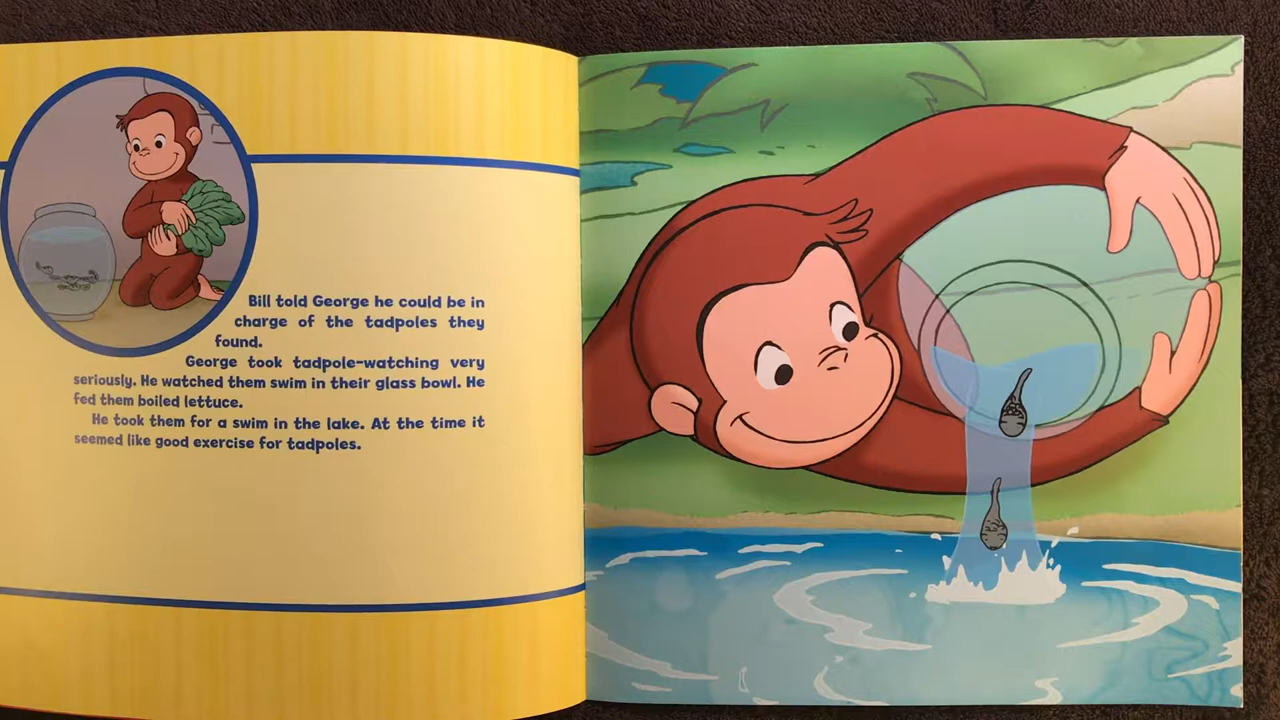 Bill told George he could be in
charge of the tadpoles they
found.
George took tadpole-watching very
seriously. He watched them swim in their glass bowl. He
fed them boiled lettuce.
He took them for a swim in the lake. At the time it
seemed like good exercise for tadpoles.